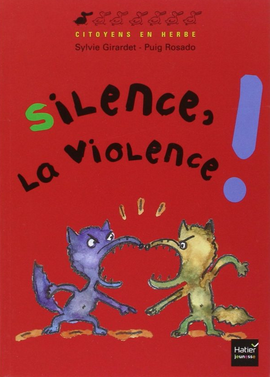 CITOYENS EN HERBE
Sylvie Girardet - Puig Rosado
Silence,
La violence !
Hatier
jeunesse